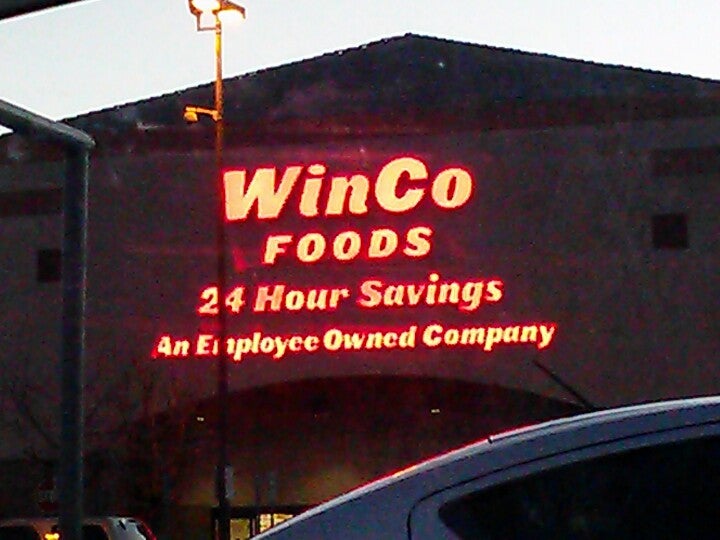 WinCo
FOODS
24 Hour Savings
An Employee Owned Company